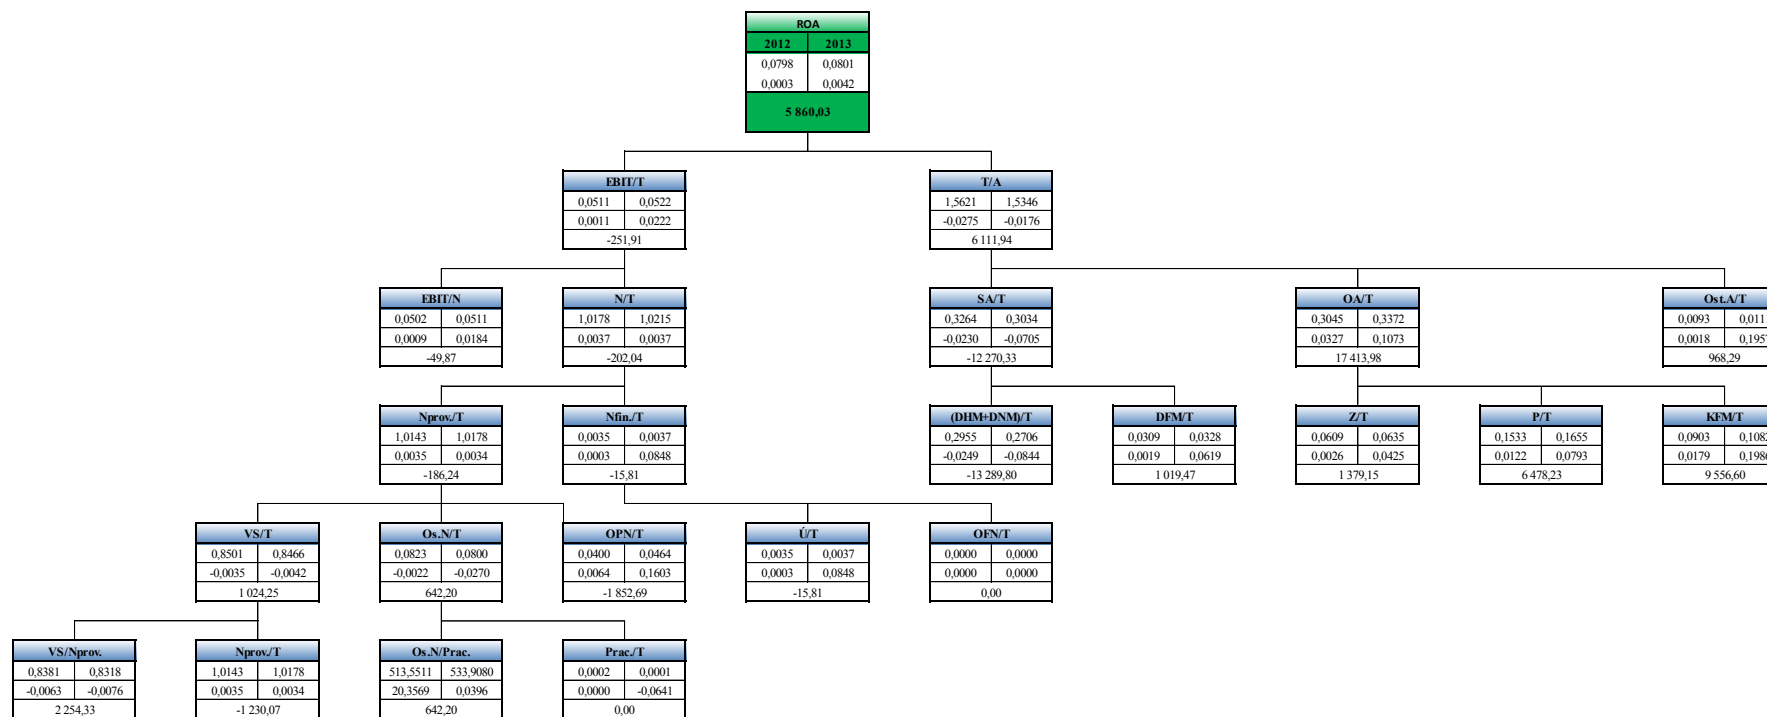 ROA
2012 2013
0,0798 0,0801
0,0003 0,0042
5 860,03
EBIT/T T/A
0,0511 0,0522 1,5621 1,5346
0,0011 0,0222 -0,0275 -0,0176
-251,91 6 111,94
EBIT/N N/T SA/T OA/T Ost.A/T
0,0502 0,0511 1,0178 1,0215 0,3264 0,3034 0,3045 0,3372 0,0093
0,0009 0,0184 0,0037 0,0037 -0,0230 -0,0705 0,0327 0,1073 0,0018
-49,87 -202,04 -12 270,33 17 413,98 968,29
Nprov./T Nfin./T (DHM+DNM)/T DFM/T Z/T P/T KFM/T
1,0143 1,0178 0,0035 0,0037 0,2955 0,2706 0,0309 0,0328 0,0609 0,0635 0,1533 0,1655 0,0903
0,0035 0,0034 0,0003 0,0848 -0,0249 -0,0844 0,0019 0,0619 0,0026 0,0425 0,0122 0,0793 0,0179
-186,24 -15,81 -13 289,80 1 019,47 1 379,15 6 478,23 9 556,60
VS/T Os.N/T OPN/T Ú/T OFN/T
0,8501 0,8466 0,0823 0,0800 0,0400 0,0464 0,0035 0,0037 0,0000 0,0000
-0,0035 -0,0042 -0,0022 -0,0270 0,0064 0,1603 0,0003 0,0848 0,0000 0,0000
1 024,25 642,20 -1 852,69 -15,81 0,00
VS/Nprov. Nprov./T Os.N/Prac. Prac./T
0,8381 0,8318 1,0143 1,0178 513,5511 533,9080 0,0002 0,0001
-0,0063 -0,0076 0,0035 0,0034 20,3569 0,0396 0,0000 -0,0641
2 254,33 -1 230,07 642,20 0,00